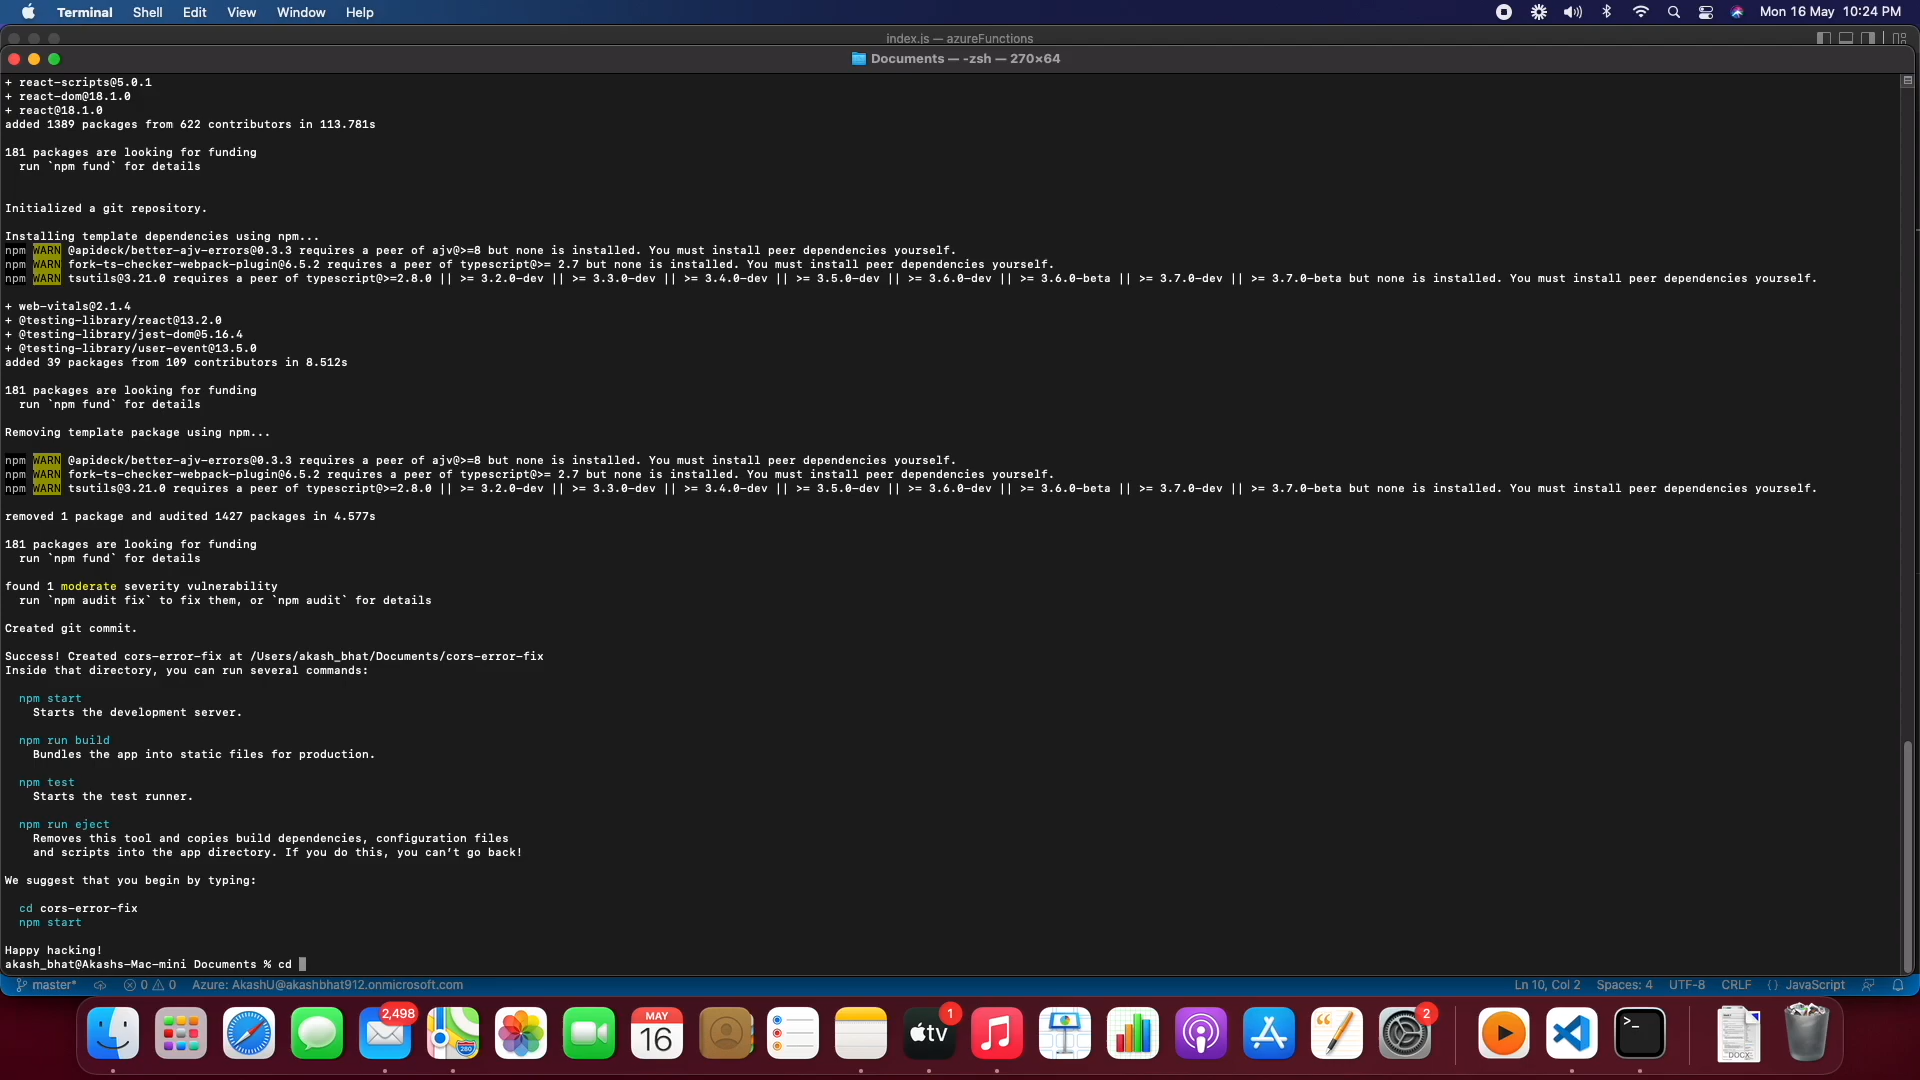 Terminal Shell Edit View Window Help Mon 16 May 10:24 PM
index.js — azureFunctions
Documents — -zsh — 270×64
+ react-scripts@5.0.1
+ react-dom@18.1.0
+ react@18.1.0
added 1389 packages from 622 contributors in 113.781s
181 packages are looking for funding
run `npm fund` for details
Initialized a git repository.
Installing template dependencies using npm...
npm WARN @apideck/better-ajv-errors@0.3.3 requires a peer of ajv@>=8 but none is installed. You must install peer dependencies yourself.
npm WARN fork-ts-checker-webpack-plugin@6.5.2 requires a peer of typescript@>= 2.7 but none is installed. You must install peer dependencies yourself.
npm WARN tsutils@3.21.0 requires a peer of typescript@>=2.8.0 || >= 3.2.0-dev || >= 3.3.0-dev || >= 3.4.0-dev || >= 3.5.0-dev || >= 3.6.0-dev || >= 3.6.0-beta || >= 3.7.0-dev || >= 3.7.0-beta but none is installed. You must install peer dependencies yourself.
+ web-vitals@2.1.4
+ @testing-library/react@13.2.0
+ @testing-library/jest-dom@5.16.4
+ @testing-library/user-event@13.5.0
added 39 packages from 109 contributors in 8.512s
181 packages are looking for funding
run `npm fund` for details
Removing template package using npm...
npm WARN @apideck/better-ajv-errors@0.3.3 requires a peer of ajv@>=8 but none is installed. You must install peer dependencies yourself.
npm WARN fork-ts-checker-webpack-plugin@6.5.2 requires a peer of typescript@>= 2.7 but none is installed. You must install peer dependencies yourself.
npm WARN tsutils@3.21.0 requires a peer of typescript@>=2.8.0 || >= 3.2.0-dev || >= 3.3.0-dev || >= 3.4.0-dev || >= 3.5.0-dev || >= 3.6.0-dev || >= 3.6.0-beta || >= 3.7.0-dev || >= 3.7.0-beta but none is installed. You must install peer dependencies yourself.
removed 1 package and audited 1427 packages in 4.577s
181 packages are looking for funding
run `npm fund` for details
found 1 moderate severity vulnerability
run `npm audit fix` to fix them, or `npm audit` for details
Created git commit.
Success! Created cors-error-fix at /Users/akash_bhat/Documents/cors-error-fix
Inside that directory, you can run several commands:
npm start
Starts the development server.
npm run build
Bundles the app into static files for production.
npm test
Starts the test runner.
npm run eject
Removes this tool and copies build dependencies, configuration files
and scripts into the app directory. If you do this, you can't go back!
We suggest that you begin by typing:
cd cors-error-fix
npm start
Happy hacking!
akash_bhat@Akashs-Mac-mini Documents % cd
master* 0 0 Azure: AkashU@akashbhat912.onmicrosoft.com Ln 10, Col 2 Spaces: 4 UTF-8 CRLF {} JavaScript
2,498 280 MAY 16 tv 1 2 >_ DOCX